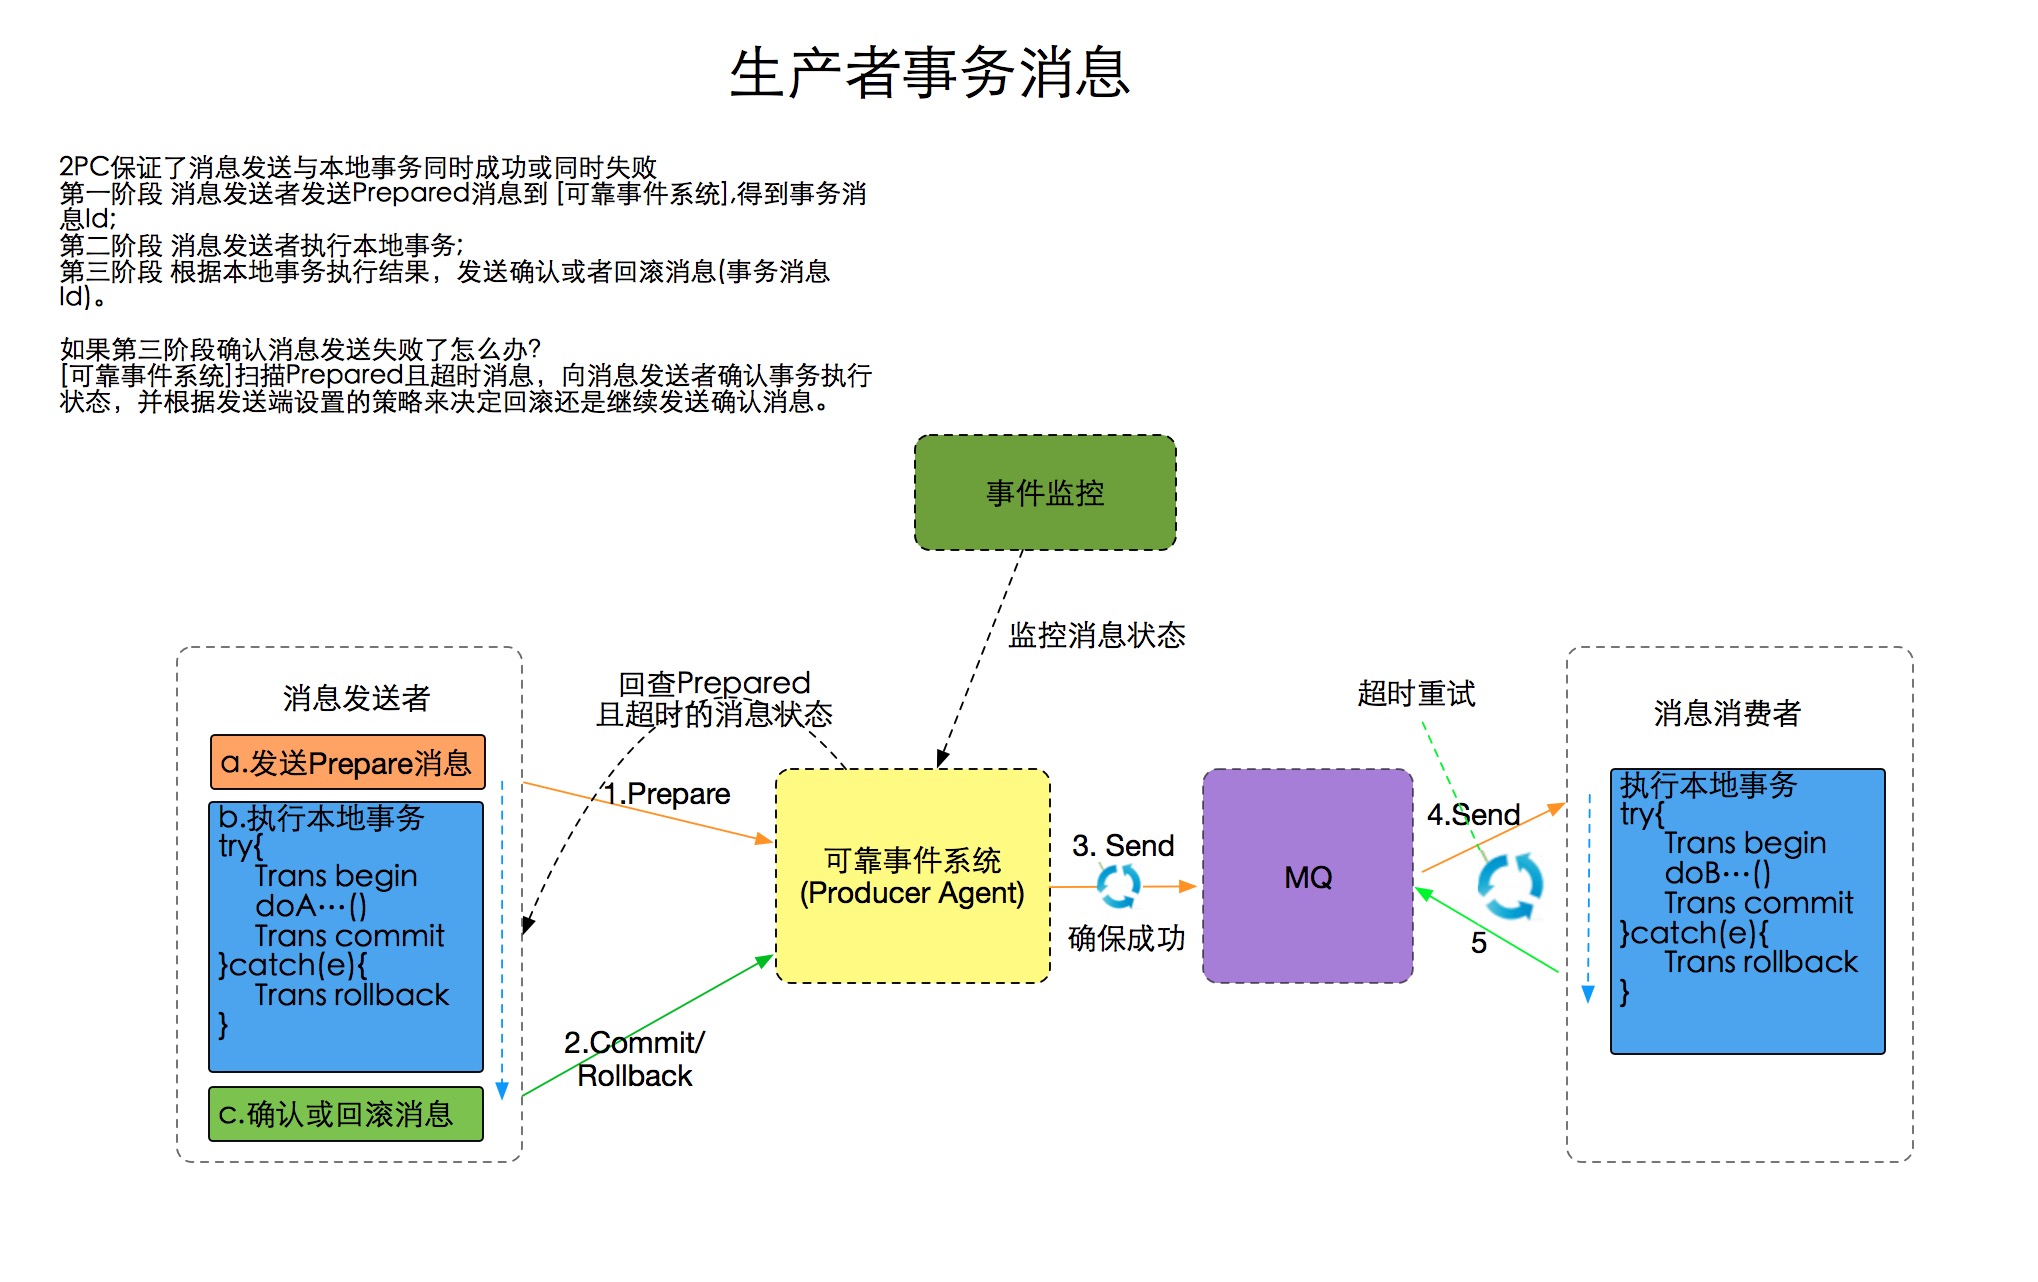 生产者事务消息
2PC保证了消息发送与本地事务同时成功或同时失败
第一阶段 消息发送者发送Prepared消息到 [可靠事件系统],得到事务消
息Id;
第二阶段 消息发送者执行本地事务;
第三阶段 根据本地事务执行结果，发送确认或者回滚消息(事务消息
Id)。
如果第三阶段确认消息发送失败了怎么办?
[可靠事件系统]扫描Prepared且超时消息，向消息发送者确认事务执行
状态，并根据发送端设置的策略来决定回滚还是继续发送确认消息。
事件监控
监控消息状态
消息发送者
a.发送Prepare消息
b.执行本地事务
try{
Trans begin
doA…()
Trans commit
}catch(e){
Trans rollback
}
c.确认或回滚消息
回查Prepared
且超时的消息状态
1.Prepare
2.Commit/
Rollback
可靠事件系统
(Producer Agent)
3. Send
确保成功
MQ
超时重试
4.Send
5
消息消费者
执行本地事务
try{
Trans begin
doB…()
Trans commit
}catch(e){
Trans rollback
}